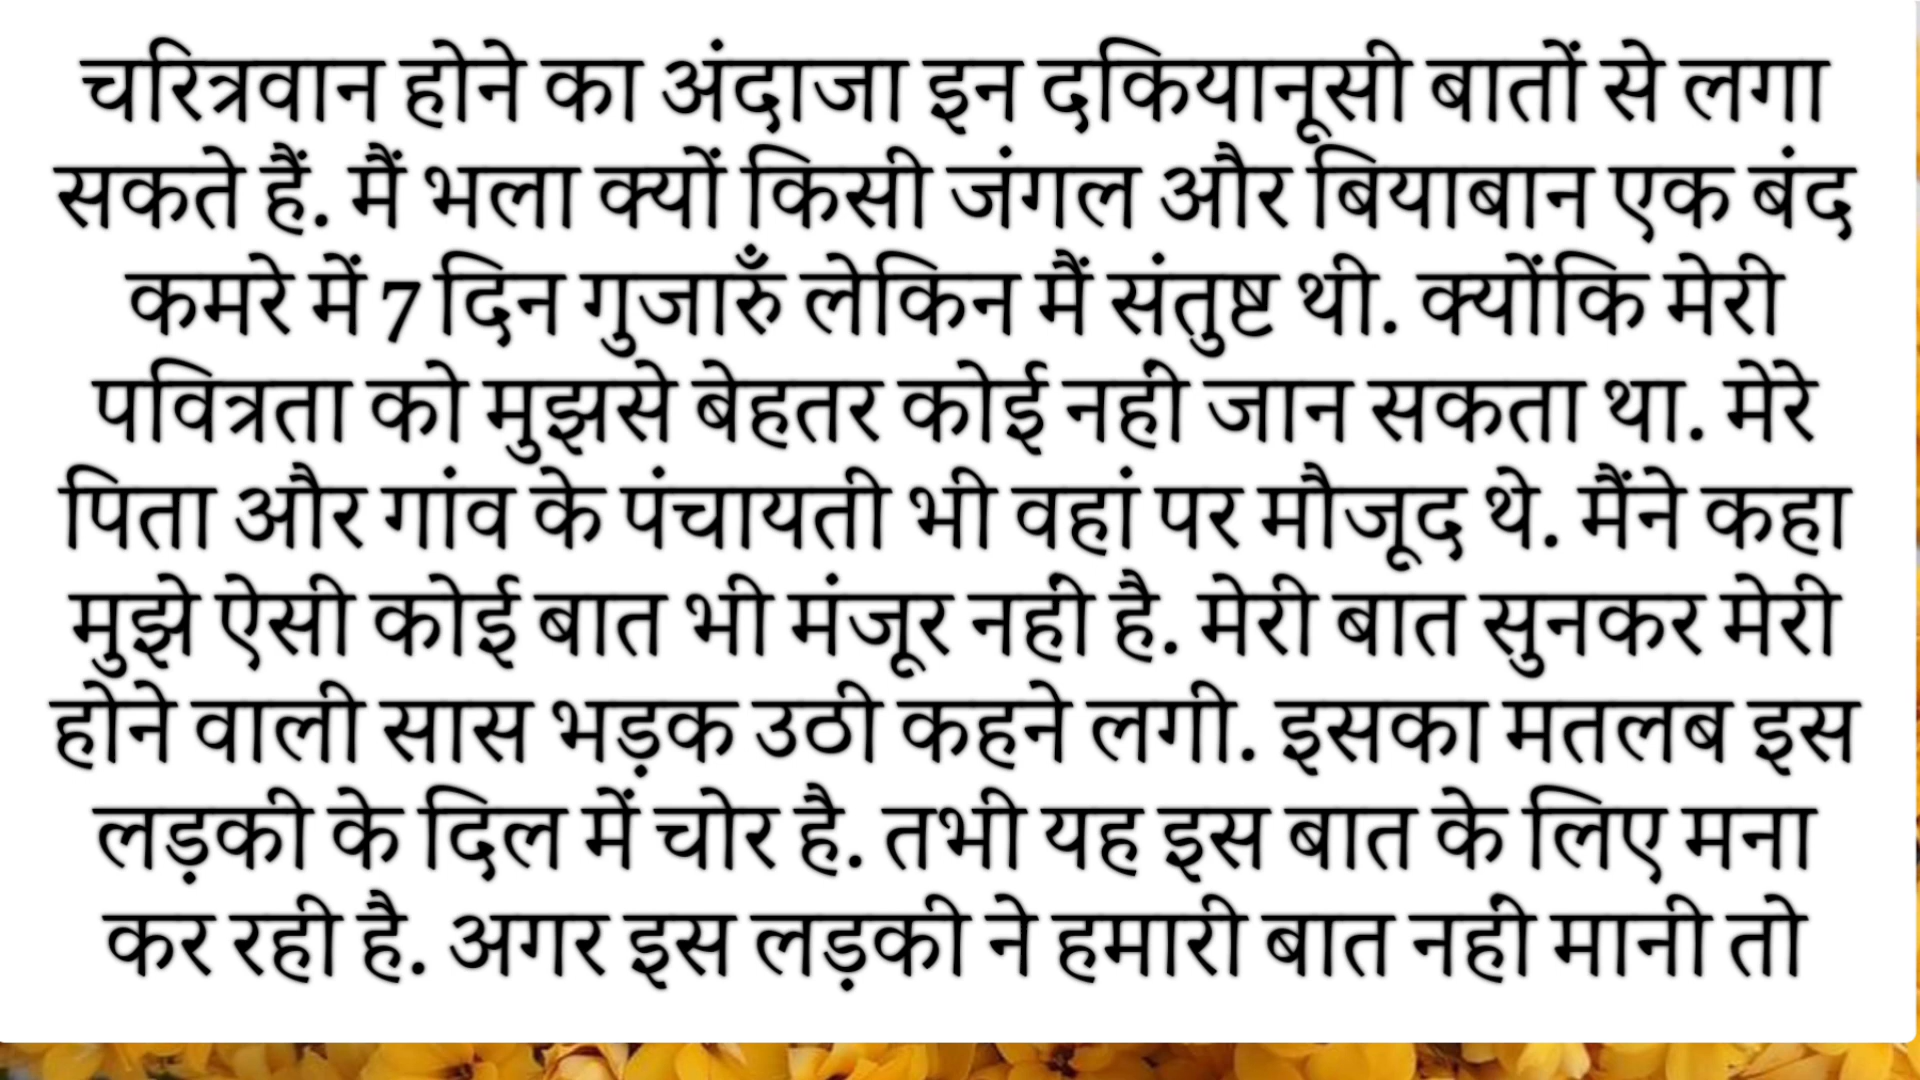 चरित्रवान होने का अंदाजा इन दकियानूसी बातों से लगा
सकते हैं. मैं भला क्यों किसी जंगल और बियाबान एक बंद
कमरे में 7 दिन गुजारुँ लेकिन मैं संतुष्ट थी. क्योंकि मेरी
पवित्रता को मुझसे बेहतर कोई नहीं जान सकता था. मेरे
पिता और गांव के पंचायती भी वहां पर मौजूद थे. मैंने कहा
मुझे ऐसी कोई बात भी मंजूर नहीं है. मेरी बात सुनकर मेरी
होने वाली सास भड़क उठी कहने लगी. इसका मतलब इस
लड़की के दिल में चोर है. तभी यह इस बात के लिए मना
कर रही है. अगर इस लड़की ने हमारी बात नहीं मानी तो